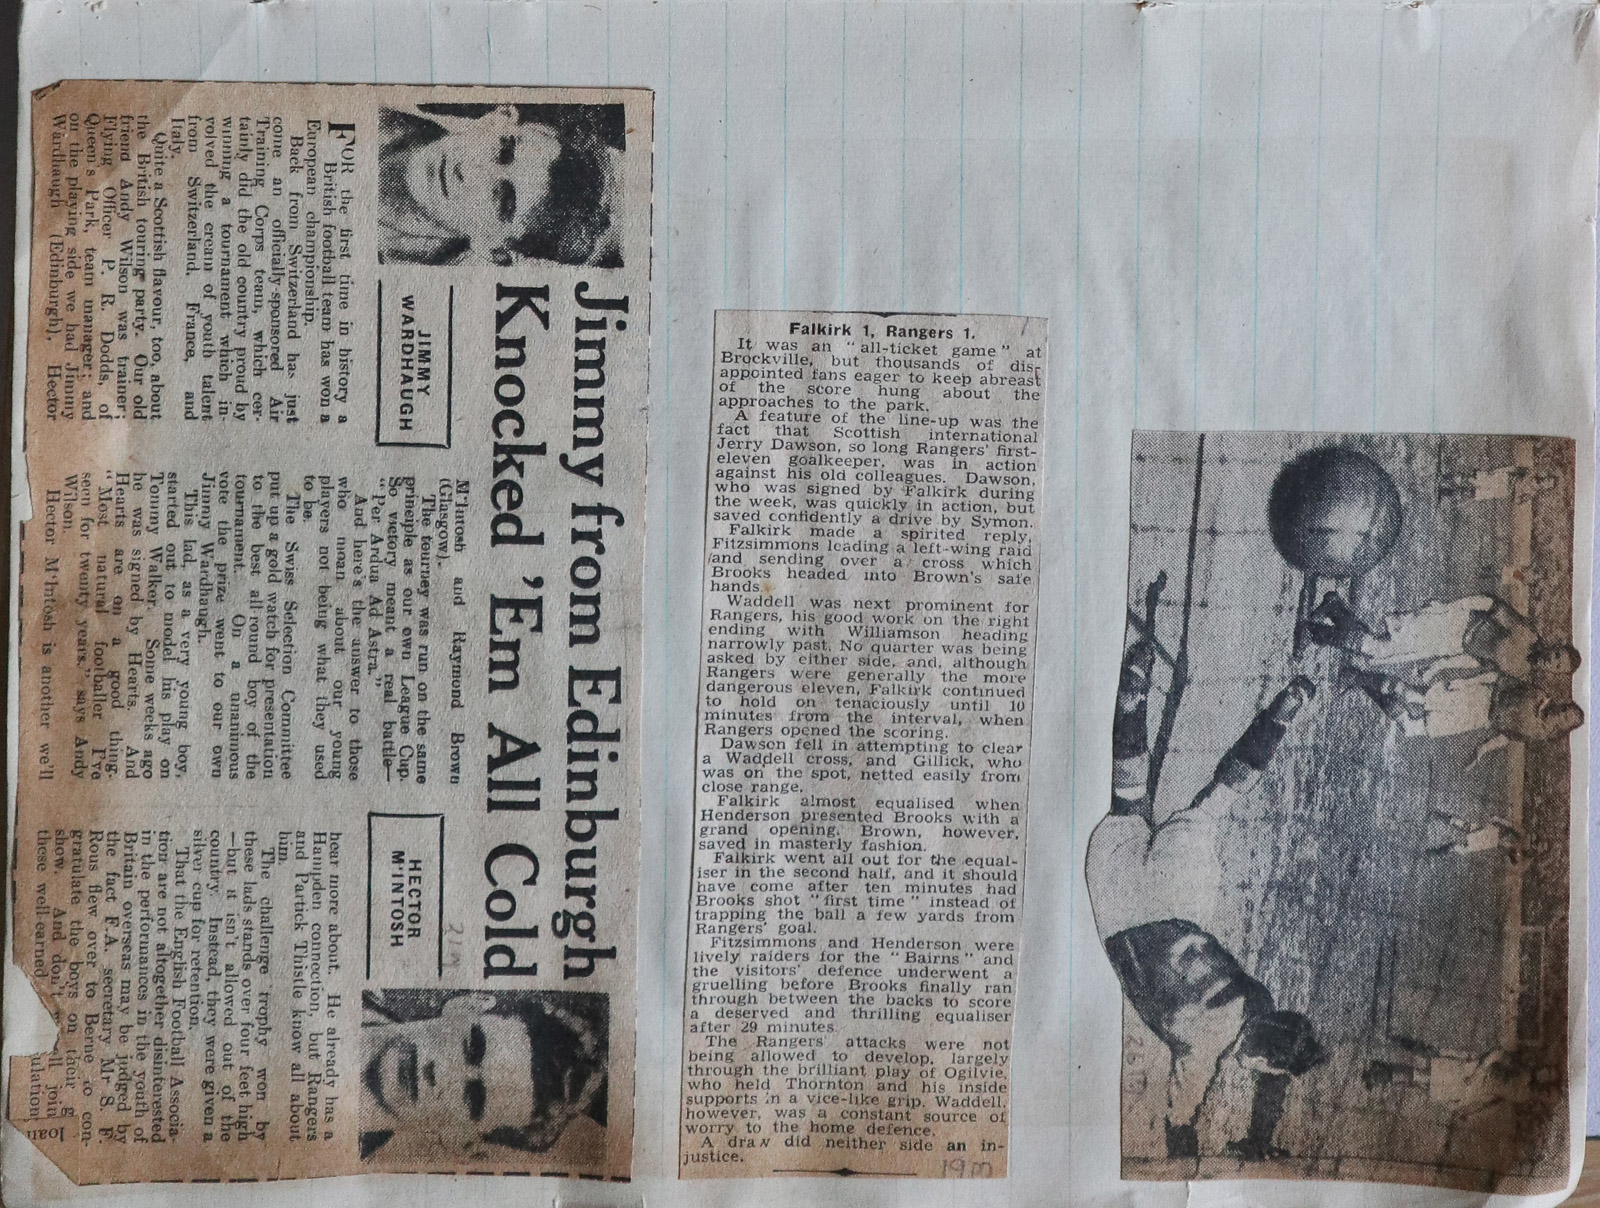 Jimmy from Edinburgh
Knocked 'Em All Cold
JIMMY
WARDHAUGH
FOR the first time in history a
British football team has won a
European championship.
Back from Switzerland has just
come an officially-sponsored Air
Training Corps team, which cer-
tainly did the old country proud by
winning a tournament which in-
volved the cream of youth talent
from Switzerland, France, and
Italy.
Quite a Scottish flavour, too, about
the British touring party. Our old
friend Andy Wilson was trainer;
Flying Officer P. R. Dodds, of
Queen's Park, team manager; and
on the playing side we had Jimmy
Wardhaugh (Edinburgh), Hector
M'Intosh and Raymond Brown
(Glasgow).
The tourney was run on the same
principle as our own League Cup.
So victory meant a real battle—
"Per Ardua Ad Astra."
And here's the answer to those
who moan about our young
players not being what they used
to be.
The Swiss Selection Committee
put up a gold watch for presentation
to the best all-round boy of the
tournament. On a unanimous
vote the prize went to our own
Jimmy Wardhaugh.
This lad, as a very young boy,
started out to model his play on
Tommy Walker. Some weeks ago
he was signed by Hearts. And
Hearts are on a good thing.
"Most natural footballer I've
seen for twenty years," says Andy
Wilson.
Hector M'Intosh is another we'll
HECTOR
M'INTOSH
hear more about. He already has a
Hampden connection, but Rangers
and Partick Thistle know all about
him.
The challenge trophy won by
these lads stands over four feet high
—but it isn't allowed out of the
country. Instead, they were given a
silver cup for retention.
That the English Football Associa-
tion are not altogether disinterested
in the performances in the youth of
Britain overseas may be judged by
the fact F.A. secretary Mr S. F.
Rous flew over to Berne to con-
gratulate the boys on their
show. And don't join
these well-earned
Falkirk 1, Rangers 1.
It was an "all-ticket game" at
Brockville, but thousands of dis-
appointed fans eager to keep abreast
of the score hung about the
approaches to the park.
A feature of the line-up was the
fact that Scottish international
Jerry Dawson, so long Rangers' first-
eleven goalkeeper, was in action
against his old colleagues. Dawson,
who was signed by Falkirk during
the week, was quickly in action, but
saved confidently a drive by Symon.
Falkirk made a spirited reply,
Fitzsimmons leading a left-wing raid
and sending over a cross which
Brooks headed into Brown's safe
hands.
Waddell was next prominent for
Rangers, his good work on the right
ending with Williamson heading
narrowly past. No quarter was being
asked by either side, and, although
Rangers were generally the more
dangerous eleven, Falkirk continued
to hold on tenaciously until 10
minutes from the interval, when
Rangers opened the scoring.
Dawson fell in attempting to clear
a Waddell cross, and Gillick, who
was on the spot, netted easily from
close range.
Falkirk almost equalised when
Henderson presented Brooks with a
grand opening. Brown, however,
saved in masterly fashion.
Falkirk went all out for the equal-
iser in the second half, and it should
have come after ten minutes had
Brooks shot "first time" instead of
trapping the ball a few yards from
Rangers' goal.
Fitzsimmons and Henderson were
lively raiders for the "Bairns" and
the visitors' defence underwent a
gruelling before Brooks finally ran
through between the backs to score
a deserved and thrilling equaliser
after 29 minutes.
The Rangers' attacks were not
being allowed to develop, largely
through the brilliant play of Ogilvie,
who held Thornton and his inside
supports in a vice-like grip. Waddell,
however, was a constant source of
worry to the home defence.
A draw did neither side an in-
justice.